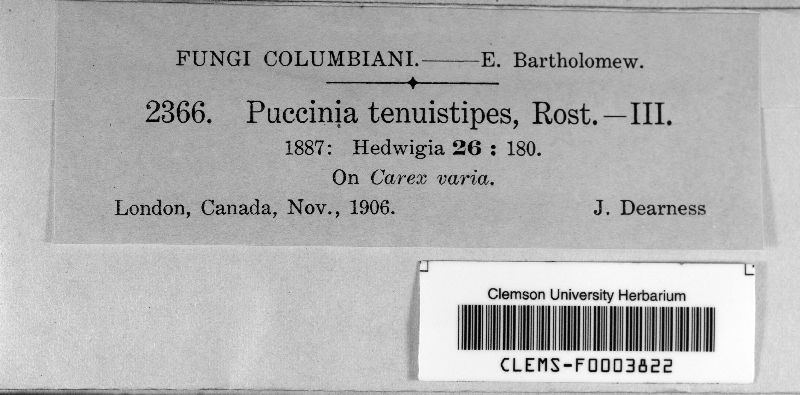 FUNGI COLUMBIANI.——E. Bartholomew.
2366. Puccinia tenuistipes, Rost.—III.
1887: Hedwigia 26 : 180.
On Carex varia.
London, Canada, Nov., 1906. J. Dearness
Clemson University Herbarium
CLEMS-F0003822